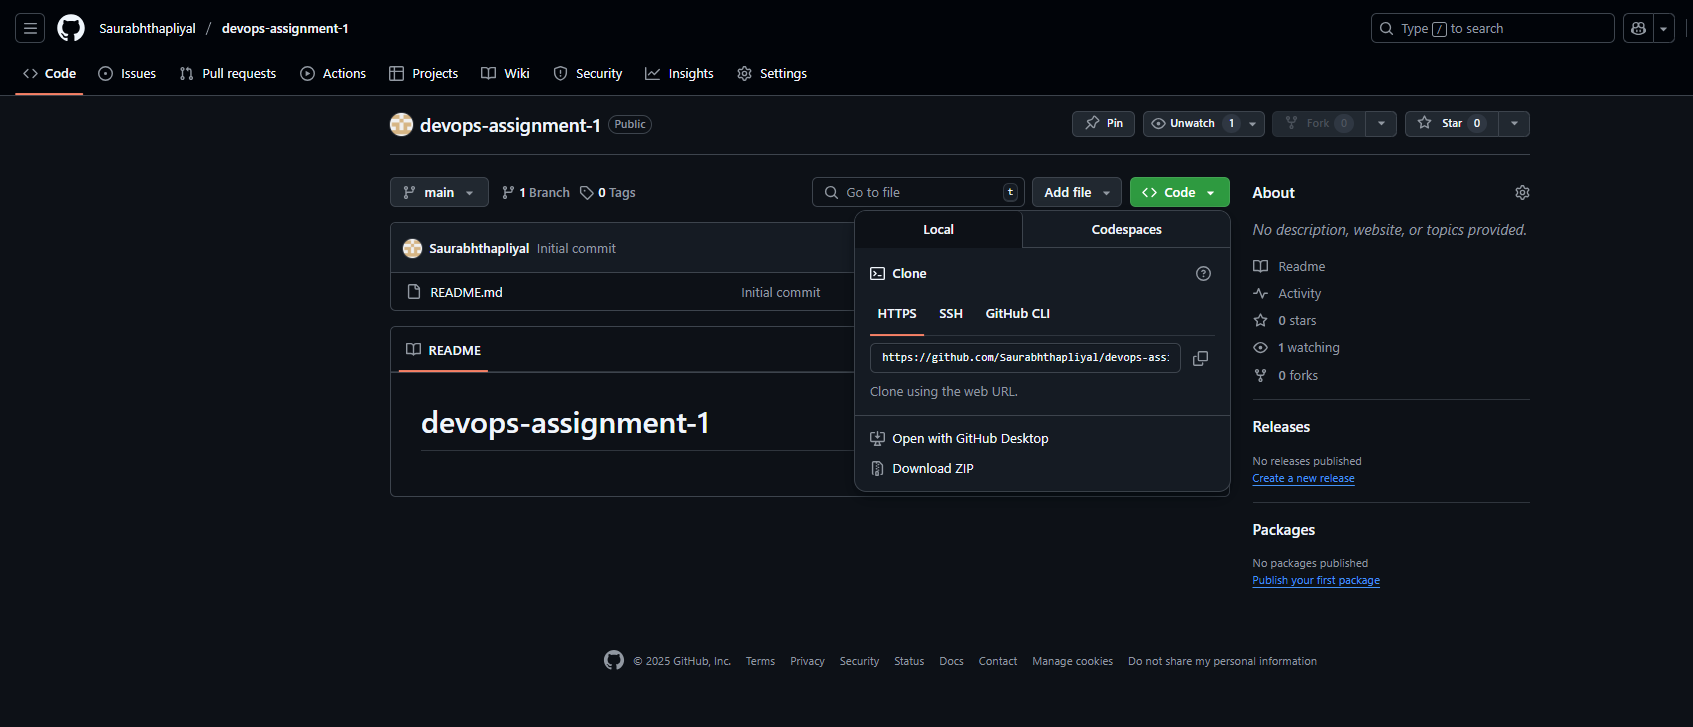 Saurabhthapliyal / devops-assignment-1
Type / to search
Code Issues Pull requests Actions Projects Wiki Security Insights Settings
devops-assignment-1 Public
Pin Unwatch 1 Fork 0 Star 0
main 1 Branch 0 Tags
Go to file t Add file Code
Saurabhthapliyal Initial commit
README.md Initial commit
README
devops-assignment-1
Local Codespaces
Clone
HTTPS SSH GitHub CLI
https://github.com/Saurabhthapliyal/devops-ass
Clone using the web URL.
Open with GitHub Desktop
Download ZIP
About
No description, website, or topics provided.
Readme
Activity
0 stars
1 watching
0 forks
Releases
No releases published
Create a new release
Packages
No packages published
Publish your first package
© 2025 GitHub, Inc. Terms Privacy Security Status Docs Contact Manage cookies Do not share my personal information